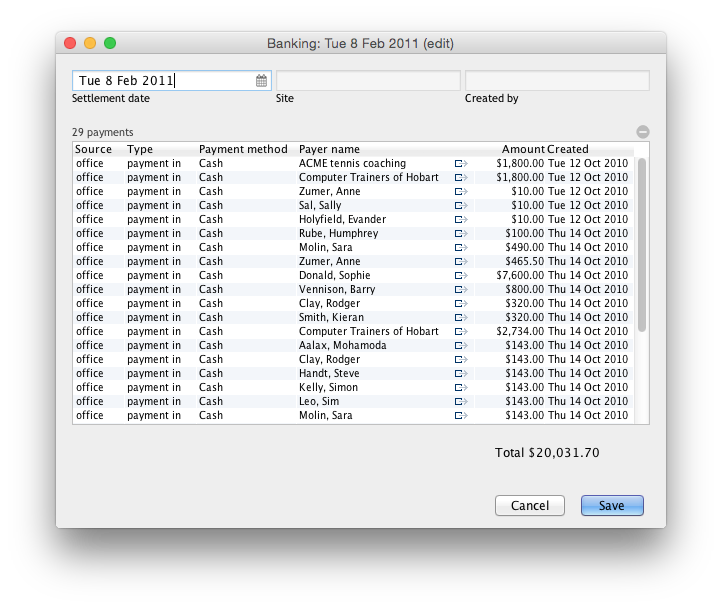 Banking: Tue 8 Feb 2011 (edit)
Tue 8 Feb 2011
Settlement date Site Created by
29 payments
Source Type Payment method Payer name Amount Created
office payment in Cash ACME tennis coaching $1,800.00 Tue 12 Oct 2010
office payment in Cash Computer Trainers of Hobart $1,800.00 Tue 12 Oct 2010
office payment in Cash Zumer, Anne $10.00 Tue 12 Oct 2010
office payment in Cash Sal, Sally $10.00 Tue 12 Oct 2010
office payment in Cash Holyfield, Evander $10.00 Tue 12 Oct 2010
office payment in Cash Rube, Humphrey $100.00 Thu 14 Oct 2010
office payment in Cash Molin, Sara $490.00 Thu 14 Oct 2010
office payment in Cash Zumer, Anne $465.50 Thu 14 Oct 2010
office payment in Cash Donald, Sophie $7,600.00 Thu 14 Oct 2010
office payment in Cash Vennison, Barry $800.00 Thu 14 Oct 2010
office payment in Cash Clay, Rodger $320.00 Thu 14 Oct 2010
office payment in Cash Smith, Kieran $320.00 Thu 14 Oct 2010
office payment in Cash Computer Trainers of Hobart $2,734.00 Thu 14 Oct 2010
office payment in Cash Aalax, Mohamoda $143.00 Thu 14 Oct 2010
office payment in Cash Clay, Rodger $143.00 Thu 14 Oct 2010
office payment in Cash Handt, Steve $143.00 Thu 14 Oct 2010
office payment in Cash Kelly, Simon $143.00 Thu 14 Oct 2010
office payment in Cash Leo, Sim $143.00 Thu 14 Oct 2010
office payment in Cash Molin, Sara $143.00 Thu 14 Oct 2010
Total $20,031.70
Cancel Save